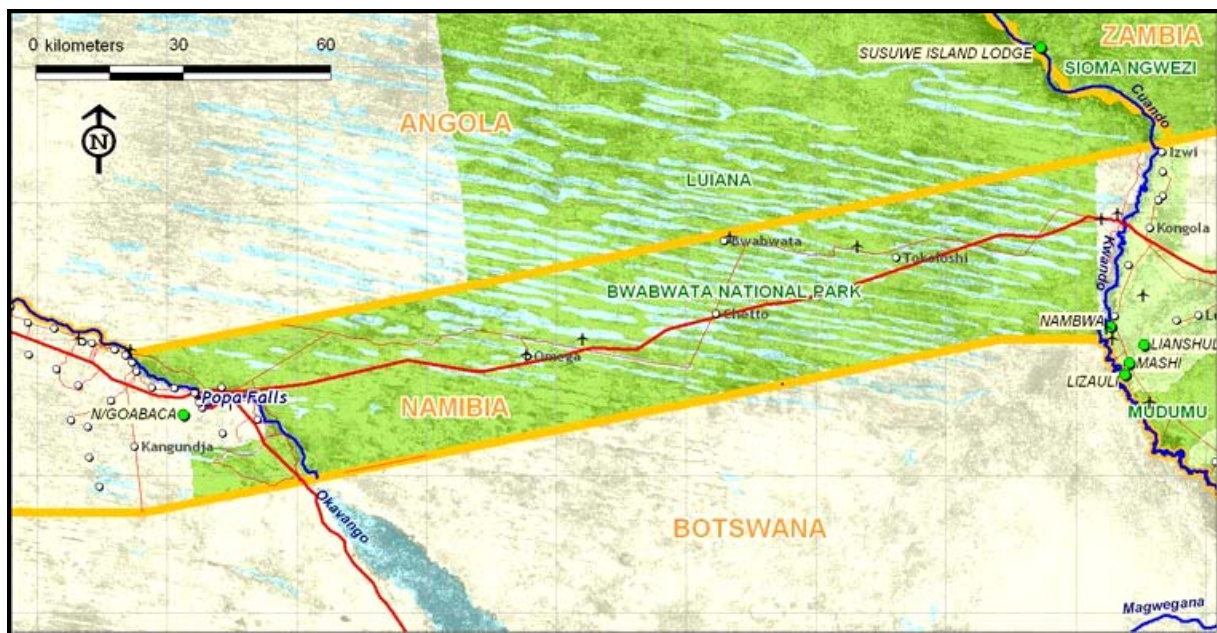 0 kilometers 30 60
ZAMBIA
SUSUWE ISLAND LODGE
SIOMA NGWEZI
Cuando
ANGOLA
N
Izwi
LUIANA
Kongola
Bwabwata
Tokoloshi
Kwando
BWABWATA NATIONAL PARK
Chetto
NAMBWA
Lu
LIANSHUL
Omega
MASHI
LIZAULI
Popa Falls
NAMIBIA
N/GOABACA
MUDUMU
Kangundja
Okavango
BOTSWANA
Magwegana